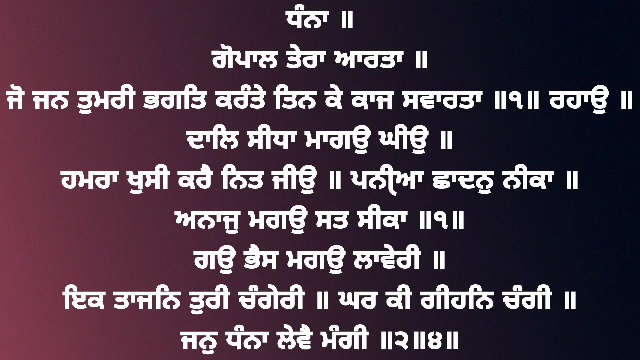 ਧੰਨਾ ॥
ਗੋਪਾਲ ਤੇਰਾ ਆਰਤਾ ॥
ਜੋ ਜਨ ਤੁਮਰੀ ਭਗਤਿ ਕਰੰਤੇ ਤਿਨ ਕੇ ਕਾਜ ਸਵਾਰਤਾ ॥੧॥ ਰਹਾਉ ॥
ਦਾਲਿ ਸੀਧਾ ਮਾਗਉ ਘੀਉ ॥
ਹਮਰਾ ਖੁਸੀ ਕਰੈ ਨਿਤ ਜੀਉ ॥ ਪਨੀ੍ਆ ਛਾਦਨੁ ਨੀਕਾ ॥
ਅਨਾਜੁ ਮਗਉ ਸਤ ਸੀਕਾ ॥੧॥
ਗਊ ਭੈਸ ਮਗਉ ਲਾਵੇਰੀ ॥
ਇਕ ਤਾਜਨਿ ਤੁਰੀ ਚੰਗੇਰੀ ॥ ਘਰ ਕੀ ਗੀਹਨਿ ਚੰਗੀ ॥
ਜਨੁ ਧੰਨਾ ਲੇਵੈ ਮੰਗੀ ॥੨॥੪॥